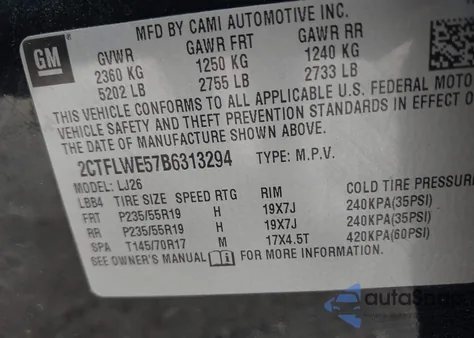 MFD BY CAMI AUTOMOTIVE INC.
GM
GVWR GAWR FRT GAWR RR
2360 KG 1250 KG 1240 KG
5202 LB 2755 LB 2733 LB
THIS VEHICLE CONFORMS TO ALL APPLICABLE U.S. FEDERAL MOTO
VEHICLE SAFETY AND THEFT PREVENTION STANDARDS IN EFFECT O
THE DATE OF MANUFACTURE SHOWN ABOVE.
2CTFLWE57B6313294 TYPE: M.P.V.
MODEL: LJ26
LBB4 TIRE SIZE SPEED RTG RIM COLD TIRE PRESSUR
FRT P235/55R19 H 19X7J 240KPA(35PSI)
RR P235/55R19 H 19X7J 240KPA(35PSI)
SPA T145/70R17 M 17X4.5T 420KPA(60PSI)
SEE OWNER'S MANUAL FOR MORE INFORMATION.